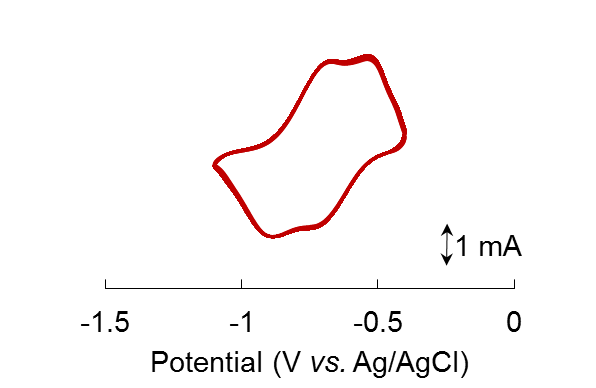 1 mA
-1.5 -1 -0.5 0
Potential (V vs. Ag/AgCl)